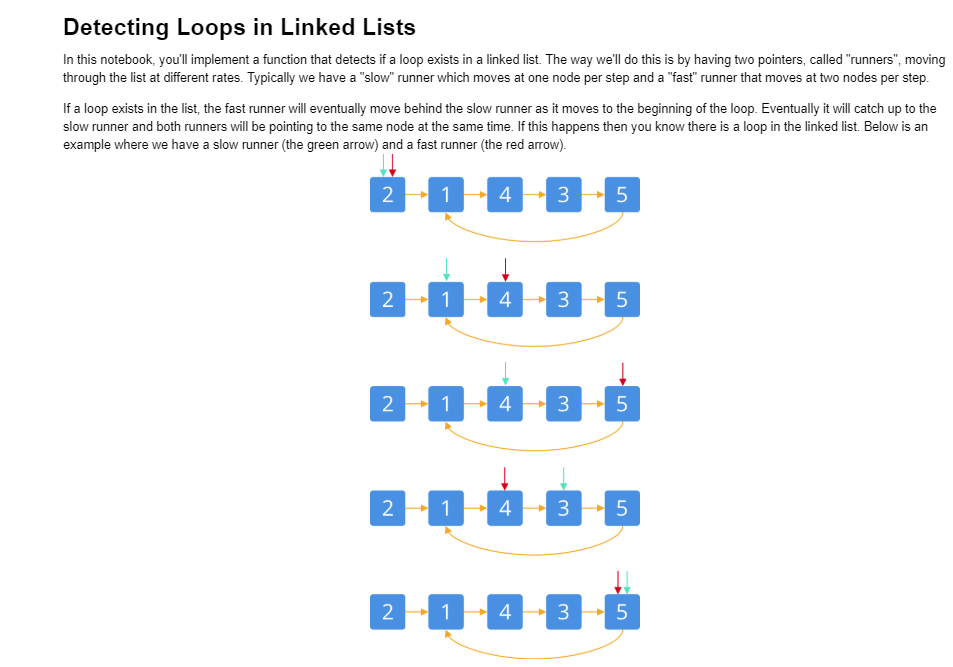 Detecting Loops in Linked Lists
In this notebook, you'll implement a function that detects if a loop exists in a linked list. The way we'll do this is by having two pointers, called "runners", moving
through the list at different rates. Typically we have a "slow" runner which moves at one node per step and a "fast" runner that moves at two nodes per step.
If a loop exists in the list, the fast runner will eventually move behind the slow runner as it moves to the beginning of the loop. Eventually it will catch up to the
slow runner and both runners will be pointing to the same node at the same time. If this happens then you know there is a loop in the linked list. Below is an
example where we have a slow runner (the green arrow) and a fast runner (the red arrow).
2 1 4 3 5
2 1 4 3 5
2 1 4 3 5
2 1 4 3 5
2 1 4 3 5